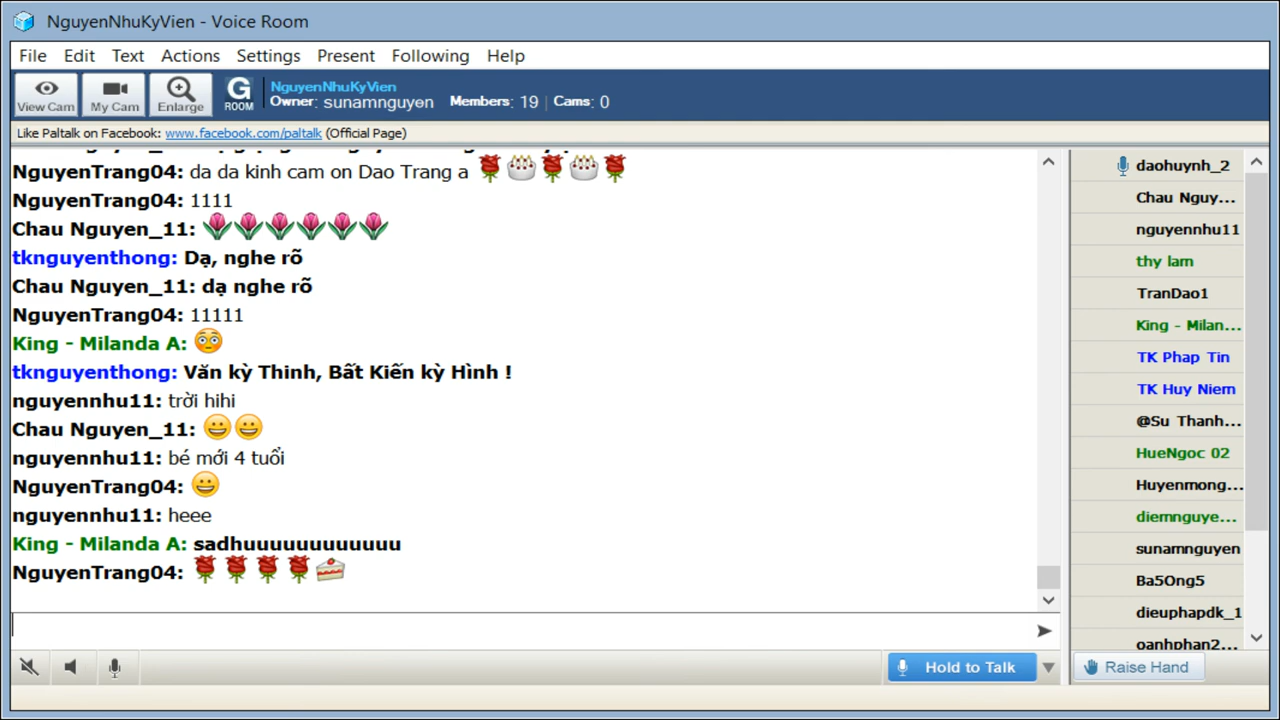 NguyenNhuKyVien - Voice Room
File Edit Text Actions Settings Present Following Help
View Cam My Cam Enlarge G ROOM
NguyenNhuKyVien
Owner: sunamnguyen Members: 19 | Cams: 0
Like Paltalk on Facebook: www.facebook.com/paltalk (Official Page)
NguyenTrang04: da da kinh cam on Dao Trang a
NguyenTrang04: 1111
Chau Nguyen_11:
tknguyenthong: Dạ, nghe rõ
Chau Nguyen_11: dạ nghe rõ
NguyenTrang04: 11111
King - Milanda A:
tknguyenthong: Văn kỳ Thinh, Bất Kiến kỳ Hình !
nguyennhu11: trời hihi
Chau Nguyen_11:
nguyennhu11: bé mới 4 tuổi
NguyenTrang04:
nguyennhu11: heee
King - Milanda A: sadhuuuuuuuuuuuu
NguyenTrang04:
daohuynh_2
Chau Nguy...
nguyennhu11
thy lam
TranDao1
King - Milan...
TK Phap Tin
TK Huy Niem
@Su Thanh...
HueNgoc 02
Huyenmong...
diemnguye...
sunamnguyen
Ba5Ong5
dieuphapdk_1
oanhphan2...
Hold to Talk
Raise Hand